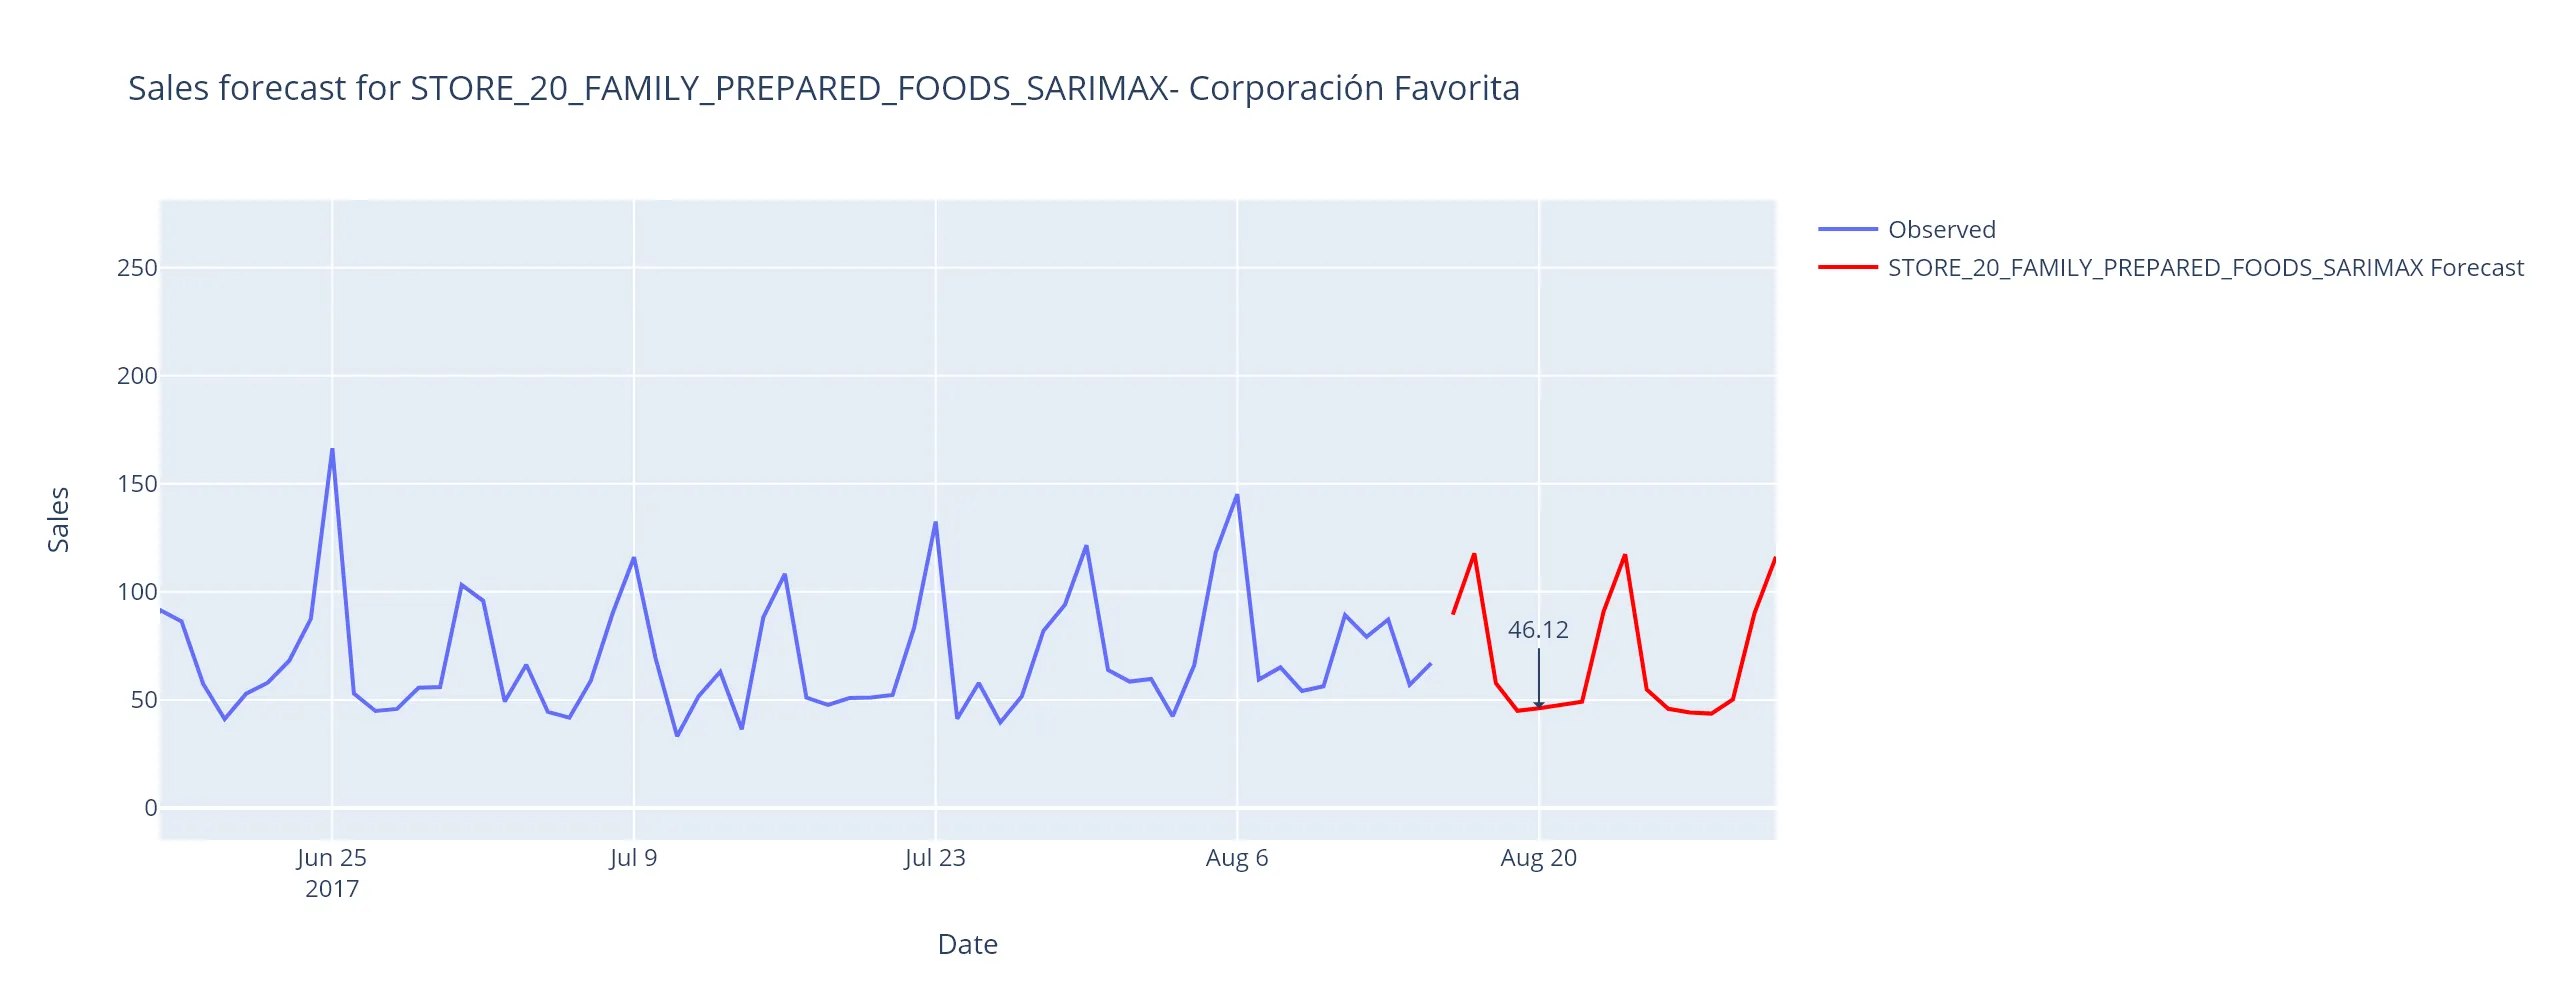 Sales forecast for STORE_20_FAMILY_PREPARED_FOODS_SARIMAX- Corporación Favorita
Observed
STORE_20_FAMILY_PREPARED_FOODS_SARIMAX Forecast
250
200
150
100
50
0
Sales
46.12
Jun 25
2017
Jul 9
Jul 23
Aug 6
Aug 20
Date